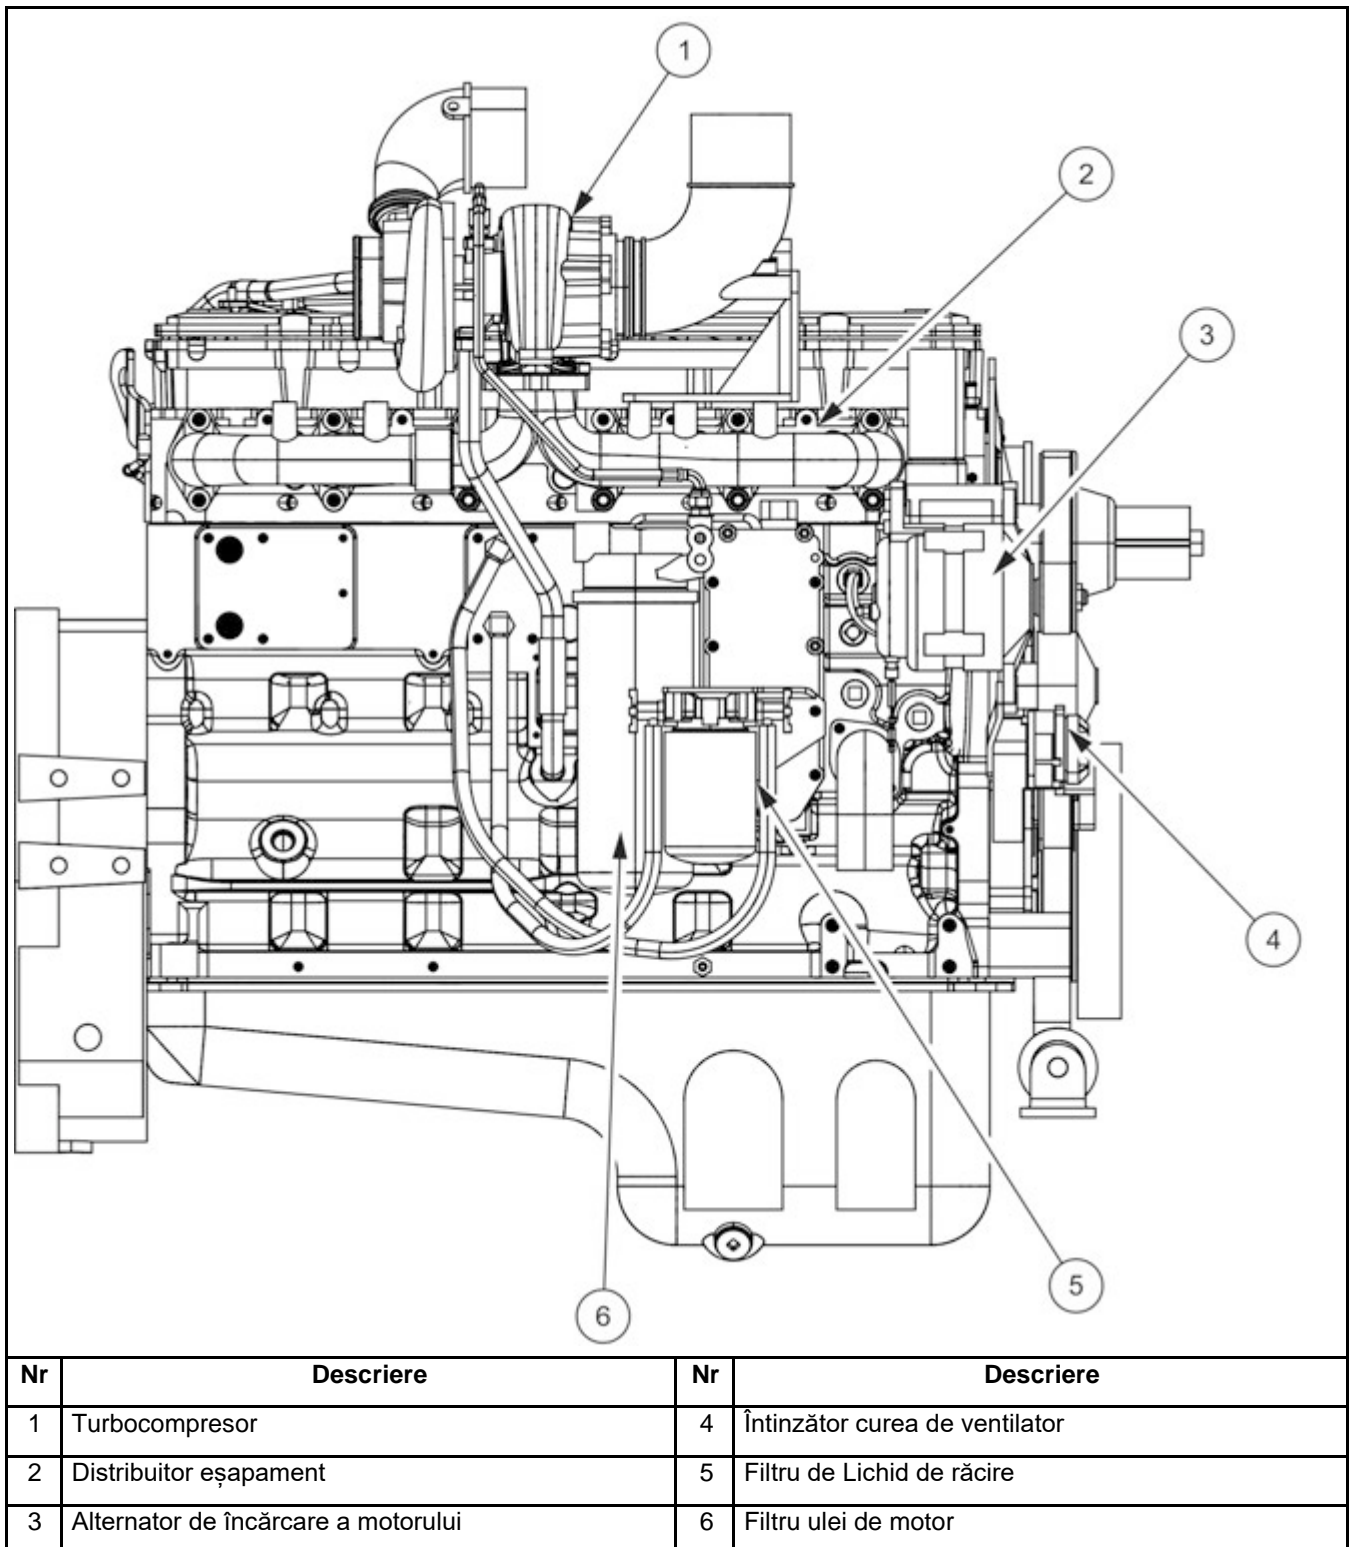 1
2
3
4
5
6
Nr Descriere Nr Descriere
1 Turbocompresor 4 Întinzător curea de ventilator
2 Distribuitor eșapament 5 Filtru de Lichid de răcire
3 Alternator de încărcare a motorului 6 Filtru ulei de motor